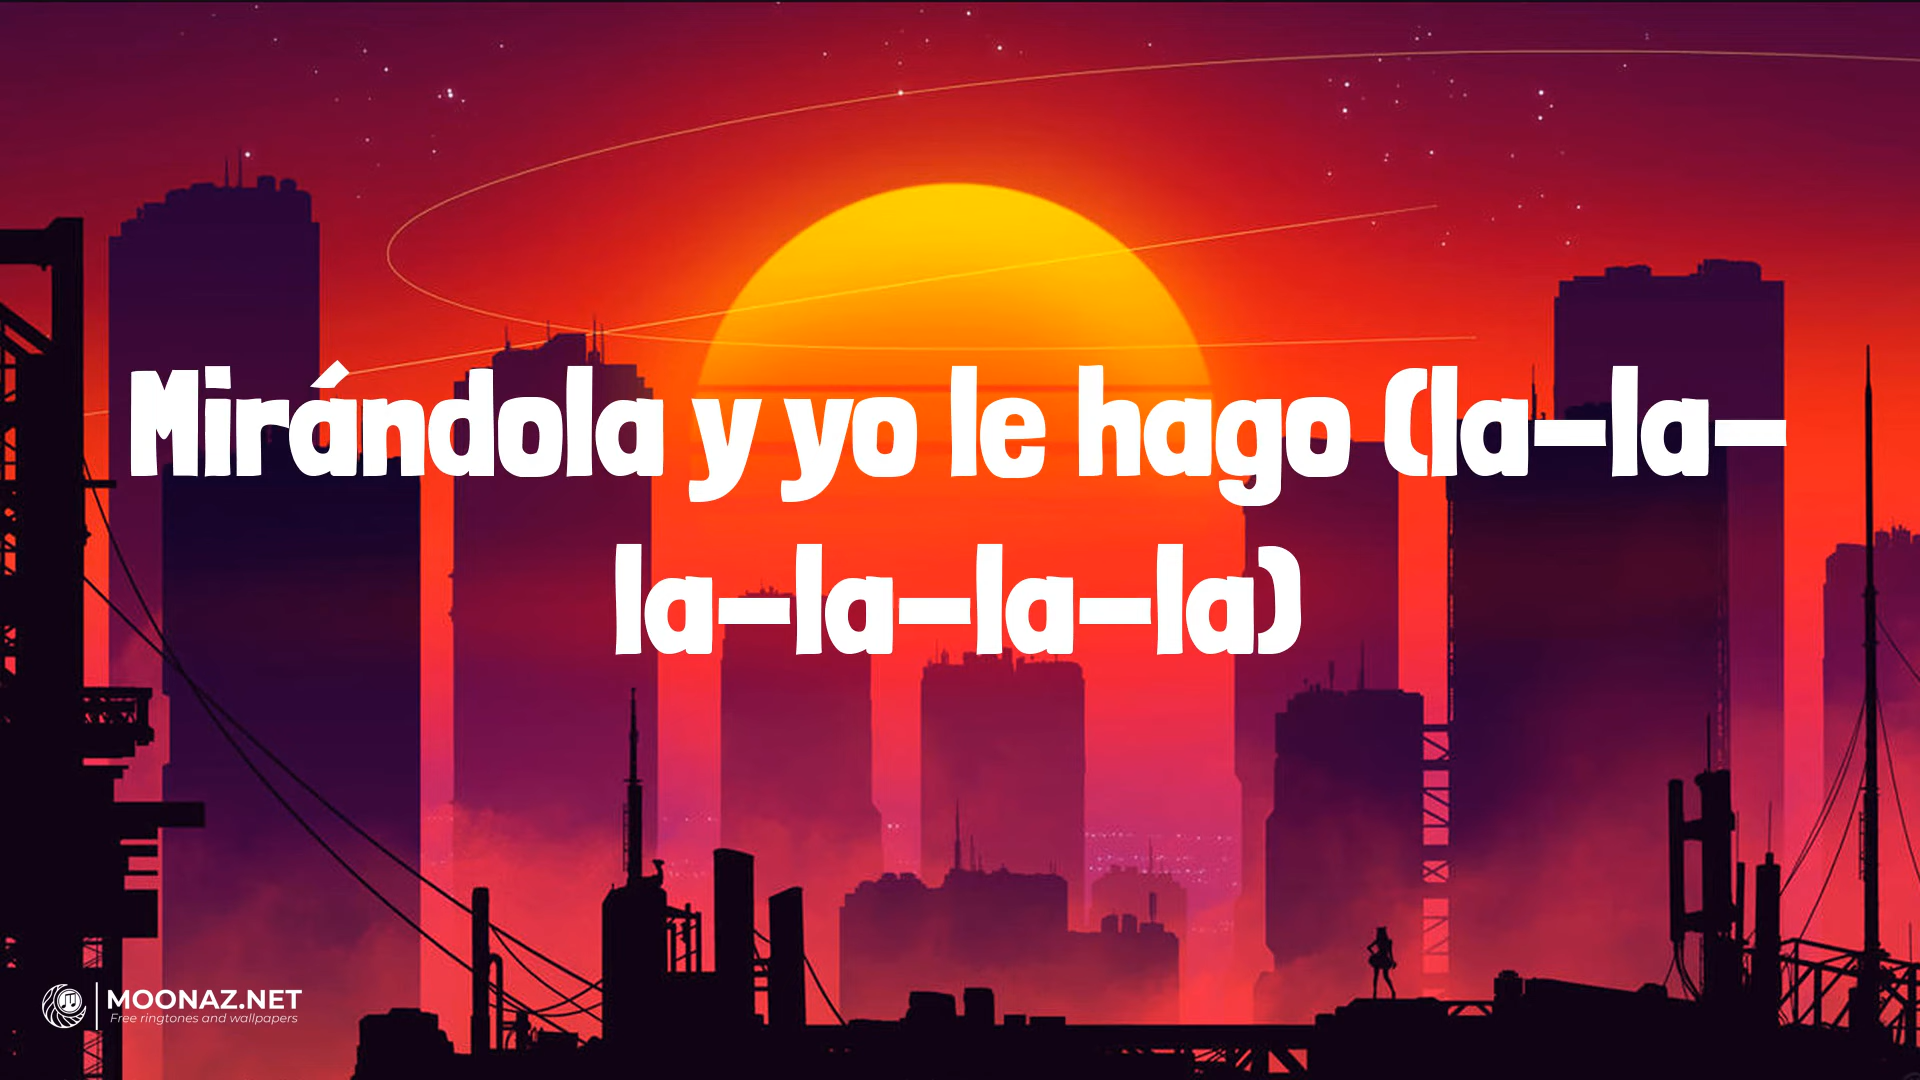 Mirándola y yo le hago (la-la-
la-la-la-la)
MOONAZ.NET
Free ringtones and wallpapers